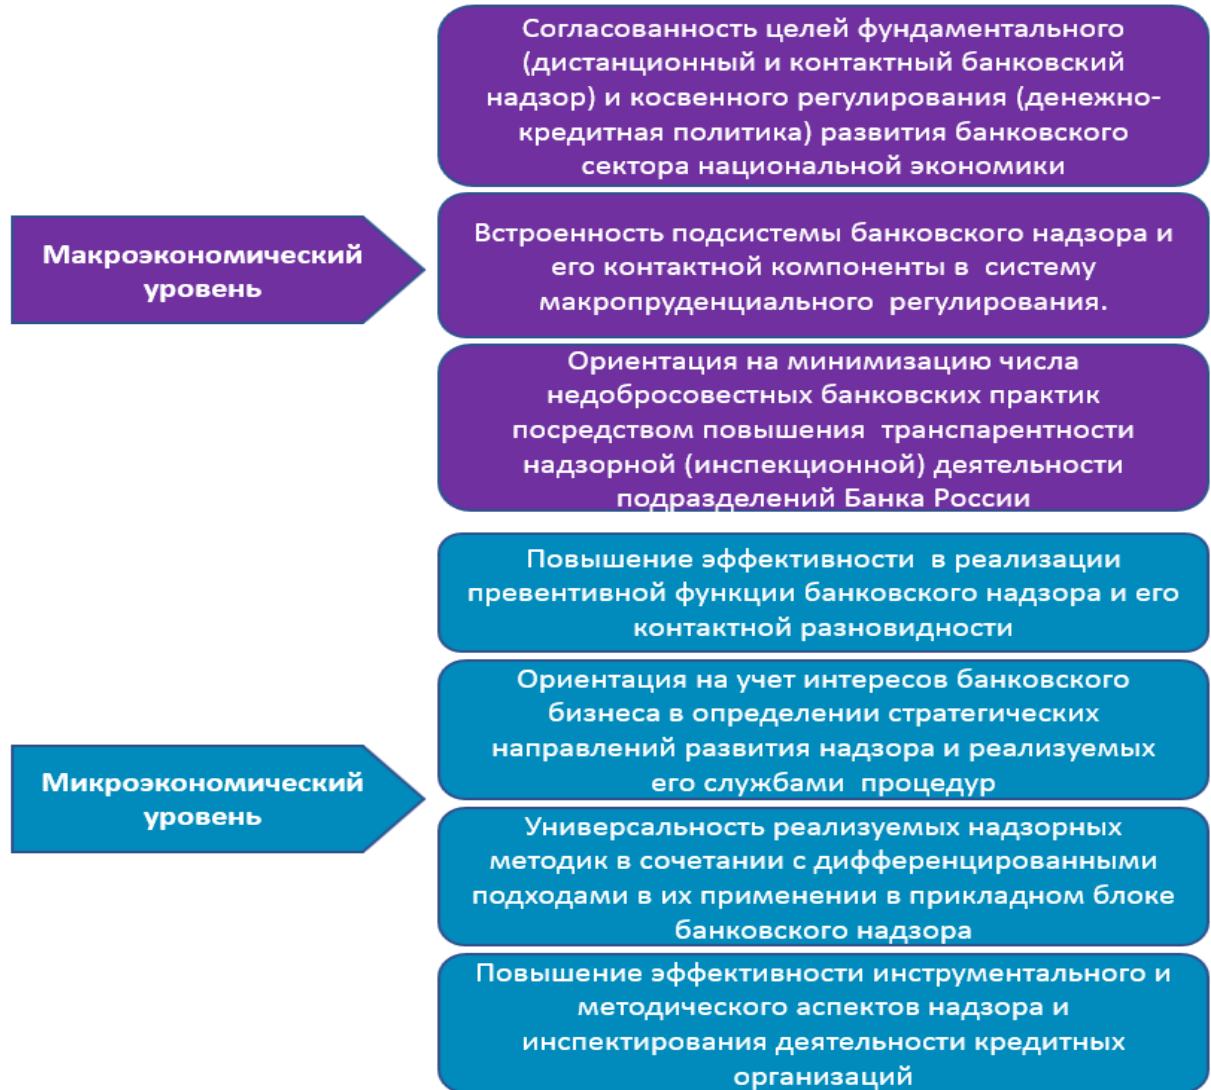 Согласованность целей фундаментального
(дистанционный и контактный банковский
надзор) и косвенного регулирования (денежно-
кредитная политика) развития банковского
сектора национальной экономики
Макроэкономический
уровень
Встроенность подсистемы банковского надзора и
его контактной компоненты в  систему
макропруденциального  регулирования.
Ориентация на минимизацию числа
недобросовестных банковских практик
посредством повышения  транспарентности
надзорной (инспекционной) деятельности
подразделений Банка России
Повышение эффективности  в реализации
превентивной функции банковского надзора и его
контактной разновидности
Ориентация на учет интересов банковского
бизнеса в определении стратегических
направлений развития надзора и реализуемых
его службами  процедур
Микроэкономический
уровень
Универсальность реализуемых надзорных
методик в сочетании с дифференцированными
подходами в их применении в прикладном блоке
банковского надзора
Повышение эффективности инструментального и
методического аспектов надзора и
инспектирования деятельности кредитных
организаций